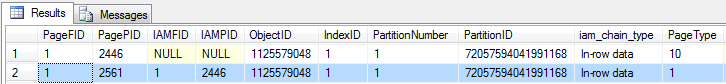 Results Messages
PageFID PagePID IAMFID IAMPID ObjectID IndexID PartitionNumber PartitionID iam_chain_type PageType
1 1 2446 NULL NULL 1125579048 1 1 72057594041991168 In-row data 10
2 1 2561 1 2446 1125579048 1 1 72057594041991168 In-row data 1